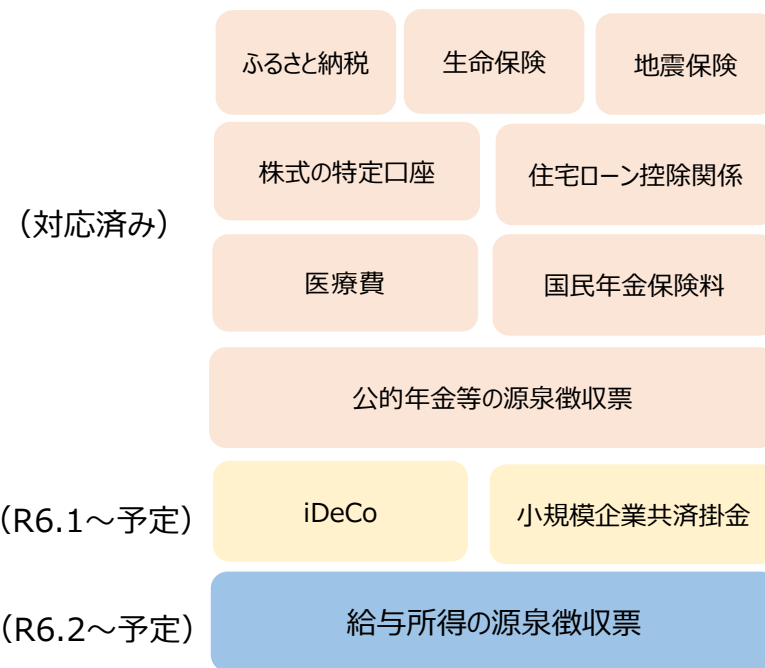 ふるさと納税
生命保険
地震保険
株式の特定口座
住宅ローン控除関係
（対応済み）
医療費
国民年金保険料
公的年金等の源泉徴収票
（R6.1～予定）
iDeCo
小規模企業共済掛金
（R6.2～予定）
給与所得の源泉徴収票